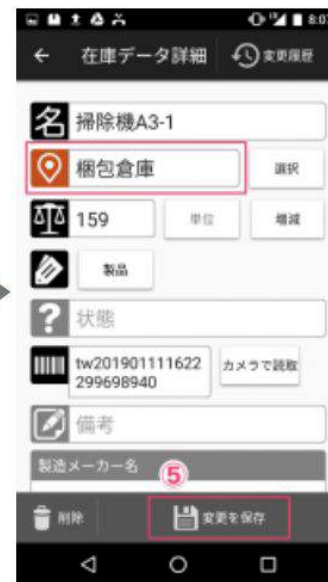 8:03
在庫データ詳細
変更履歴
名 掃除機A3-1
梱包倉庫 選択
159 単位 増減
製品
? 状態
tw201901111622 カメラで読取
299698940
備考
製造メーカー名
⑤
削除 変更を保存